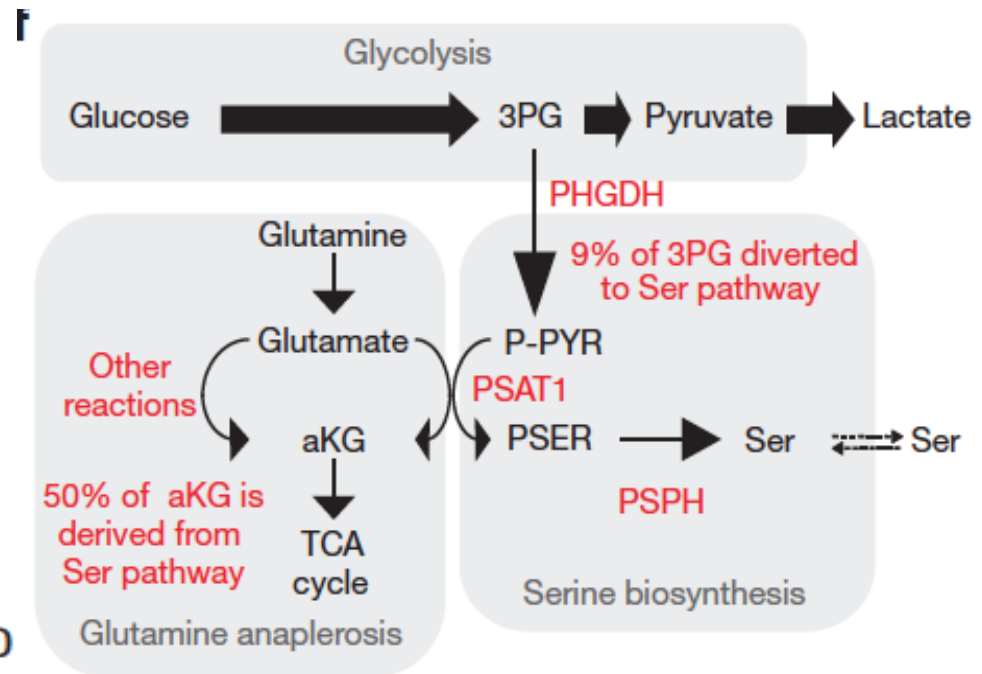 f
Glycolysis
Glucose
3PG
Pyruvate
Lactate
PHGDH
Glutamine
9% of 3PG diverted
to Ser pathway
Glutamate
P-PYR
Other
reactions
PSAT1
aKG
PSER
Ser
Ser
50% of aKG is
derived from
Ser pathway
PSPH
TCA
cycle
Serine biosynthesis
Glutamine anaplerosis